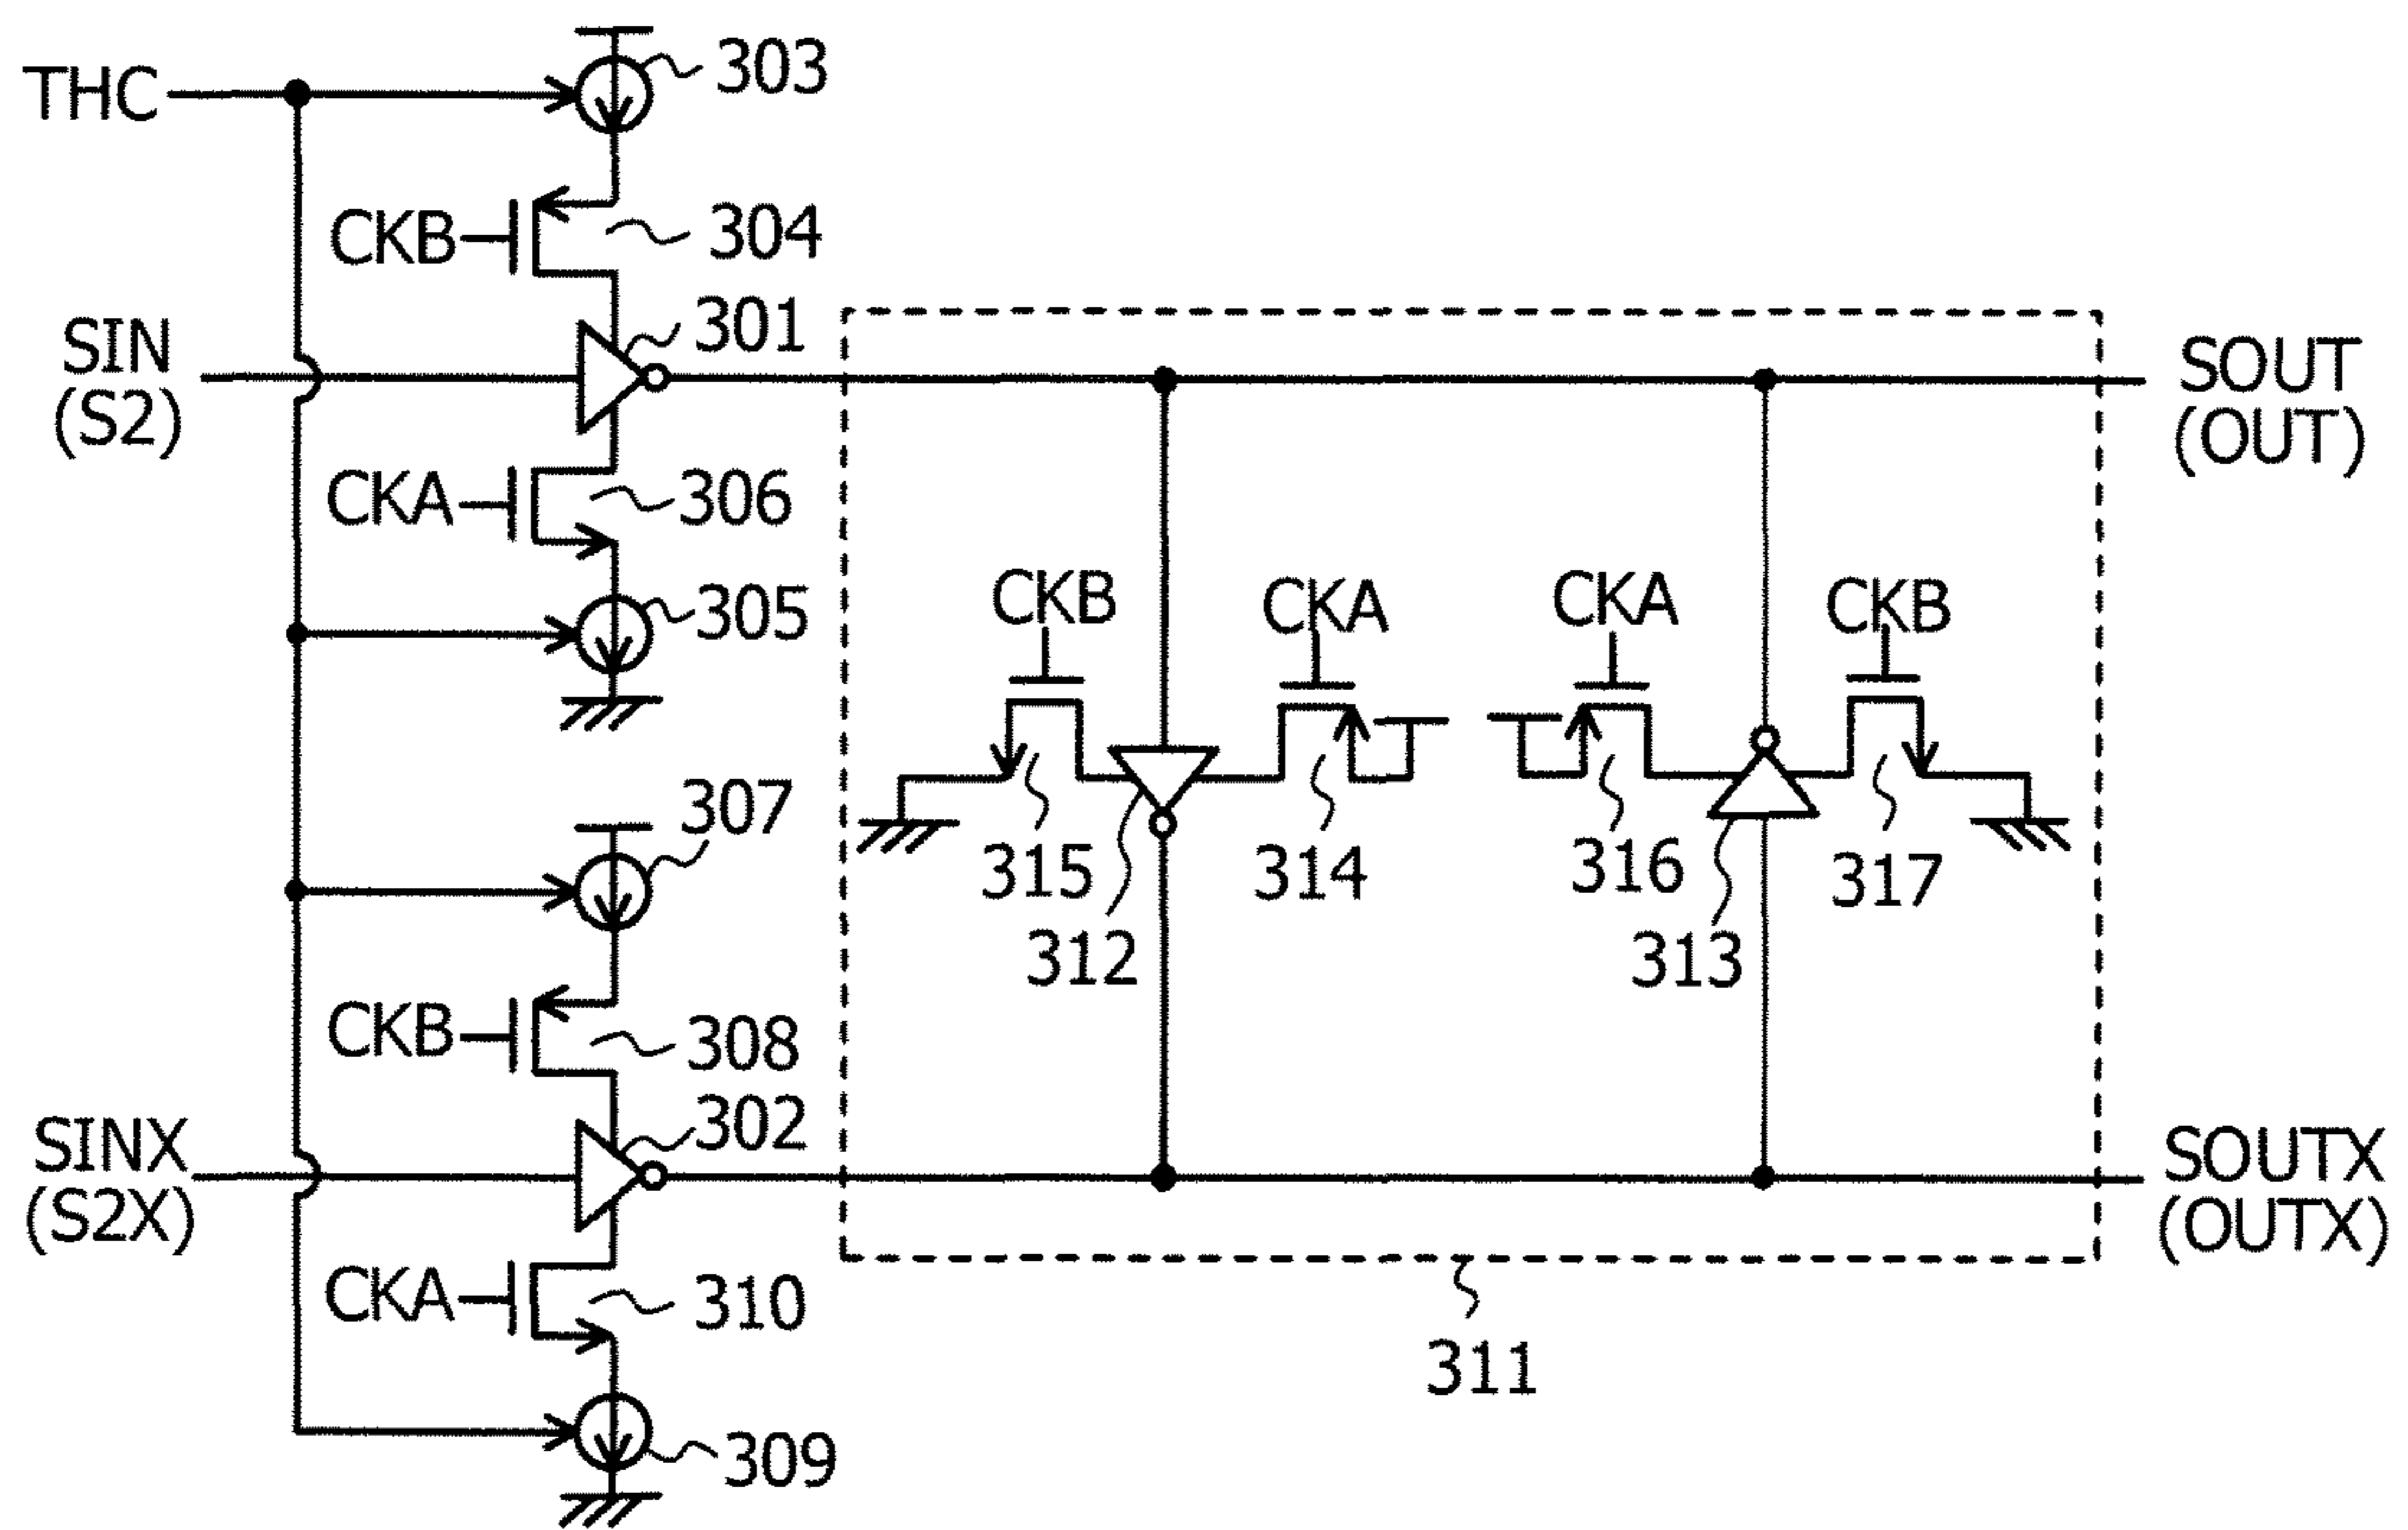 THC
303
CKB
304
SIN
(S2)
301
CKA
306
305
307
CKB
308
SINX
(S2X)
302
CKA
310
309
CKB
CKA
CKA
CKB
315
314
316
317
312
313
311
SOUT
(OUT)
SOUTX
(OUTX)